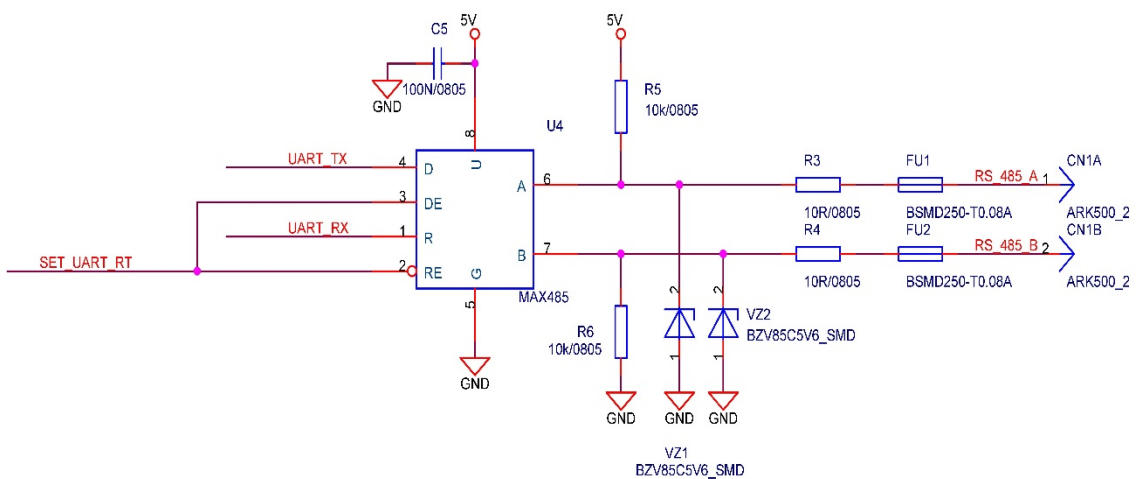 5V
C5
100N/0805
GND
5V
R5
10k/0805
U4
8
U
UART_TX
4
D
3
DE
UART_RX
1
R
SET_UART_RT
2
RE
G
5
GND
A
6
B
7
MAX485
R3
10R/0805
FU1
BSMD250-T0.08A
RS_485_A
1
CN1A
ARK500_2
R4
10R/0805
FU2
BSMD250-T0.08A
RS_485_B
2
CN1B
ARK500_2
R6
10k/0805
2
1
2
1
VZ2
BZV85C5V6_SMD
GND
GND
GND
VZ1
BZV85C5V6_SMD